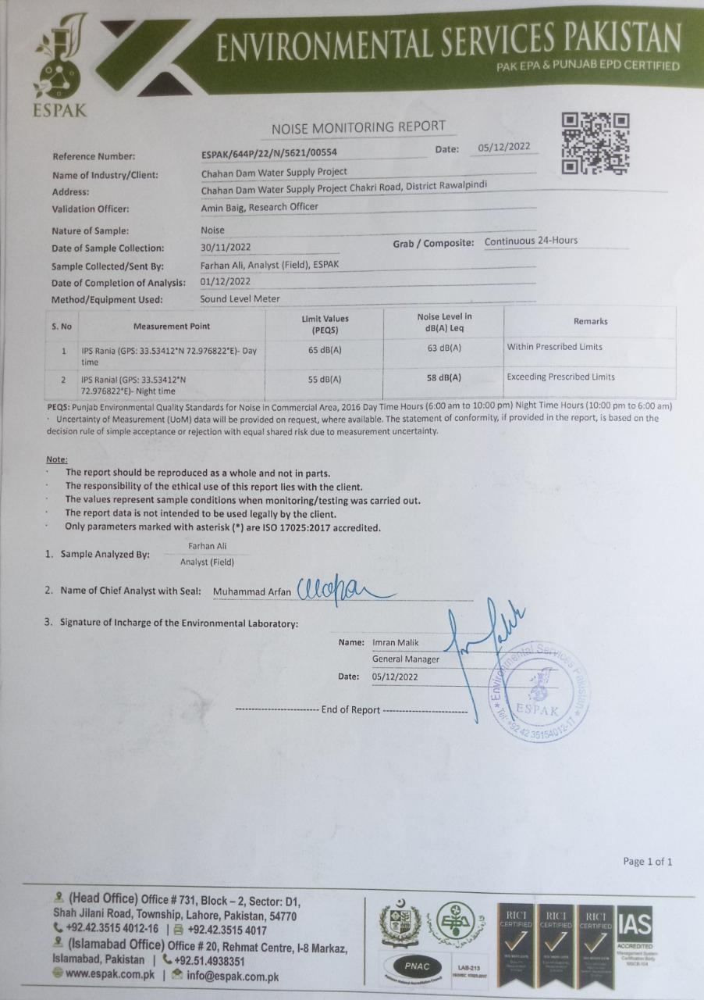 ENVIRONMENTAL SERVICES PAKISTAN
PAK EPA & PUNJAB EPD CERTIFIED
ESPAK
NOISE MONITORING REPORT
Reference Number: ESPAK/644P/22/N/5621/00554 Date: 05/12/2022
Name of Industry/Client: Chahan Dam Water Supply Project
Address: Chahan Dam Water Supply Project Chakri Road, District Rawalpindi
Validation Officer: Amin Baig, Research Officer
Nature of Sample: Noise
Date of Sample Collection: 30/11/2022 Grab / Composite: Continuous 24-Hours
Sample Collected/Sent By: Farhan Ali, Analyst (Field), ESPAK
Date of Completion of Analysis: 01/12/2022
Method/Equipment Used: Sound Level Meter
S. No Measurement Point Limit Values (PEQS) Noise Level in dB(A) Leq Remarks
1 IPS Rania (GPS: 33.53412°N 72.976822°E)- Day time 65 dB(A) 63 dB(A) Within Prescribed Limits
2 IPS Ranial (GPS: 33.53412°N 72.976822°E)- Night time 55 dB(A) 58 dB(A) Exceeding Prescribed Limits
PEQS: Punjab Environmental Quality Standards for Noise in Commercial Area, 2016 Day Time Hours (6:00 am to 10:00 pm) Night Time Hours (10:00 pm to 6:00 am)
· Uncertainty of Measurement (UoM) data will be provided on request, where available. The statement of conformity, if provided in the report, is based on the
decision rule of simple acceptance or rejection with equal shared risk due to measurement uncertainty.
Note:
· The report should be reproduced as a whole and not in parts.
· The responsibility of the ethical use of this report lies with the client.
· The values represent sample conditions when monitoring/testing was carried out.
· The report data is not intended to be used legally by the client.
· Only parameters marked with asterisk (*) are ISO 17025:2017 accredited.
1. Sample Analyzed By: Farhan Ali
Analyst (Field)
2. Name of Chief Analyst with Seal: Muhammad Arfan
3. Signature of Incharge of the Environmental Laboratory:
Name: Imran Malik
General Manager
Date: 05/12/2022
* Environmental Services Pakistan *
ESPAK
Tel: +92 42 35154012-17
End of Report
Page 1 of 1
(Head Office) Office # 731, Block – 2, Sector: D1,
Shah Jilani Road, Township, Lahore, Pakistan, 54770
+92.42.3515 4012-16 | +92.42.3515 4017
(Islamabad Office) Office # 20, Rehmat Centre, I-8 Markaz,
Islamabad, Pakistan | +92.51.4938351
www.espak.com.pk | info@espak.com.pk
PNAC
Pakistan National Accreditation Council
LAB-213
ISO/IEC 17025:2017
RICI CERTIFIED
RICI CERTIFIED
RICI CERTIFIED
IAS
ACCREDITED
Management System
Certification Body
MSCB-104